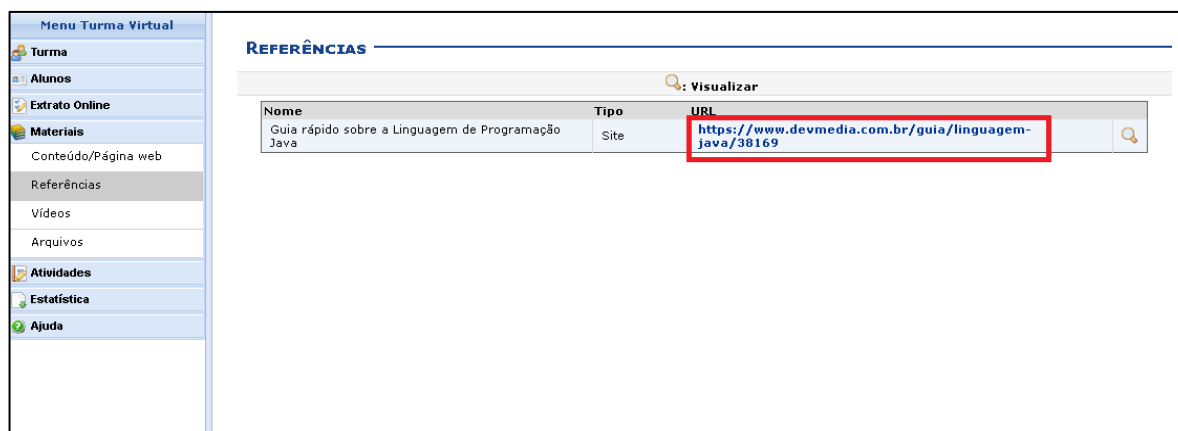 Menu Turma Virtual
Turma
Alunos
Extrato Online
Materiais
Conteúdo/Página web
Referências
Vídeos
Arquivos
Atividades
Estatística
Ajuda
REFERÊNCIAS
: Visualizar
Nome Tipo URL
Guia rápido sobre a Linguagem de Programação
Java
Site
https://www.devmedia.com.br/guia/linguagem-
java/38169